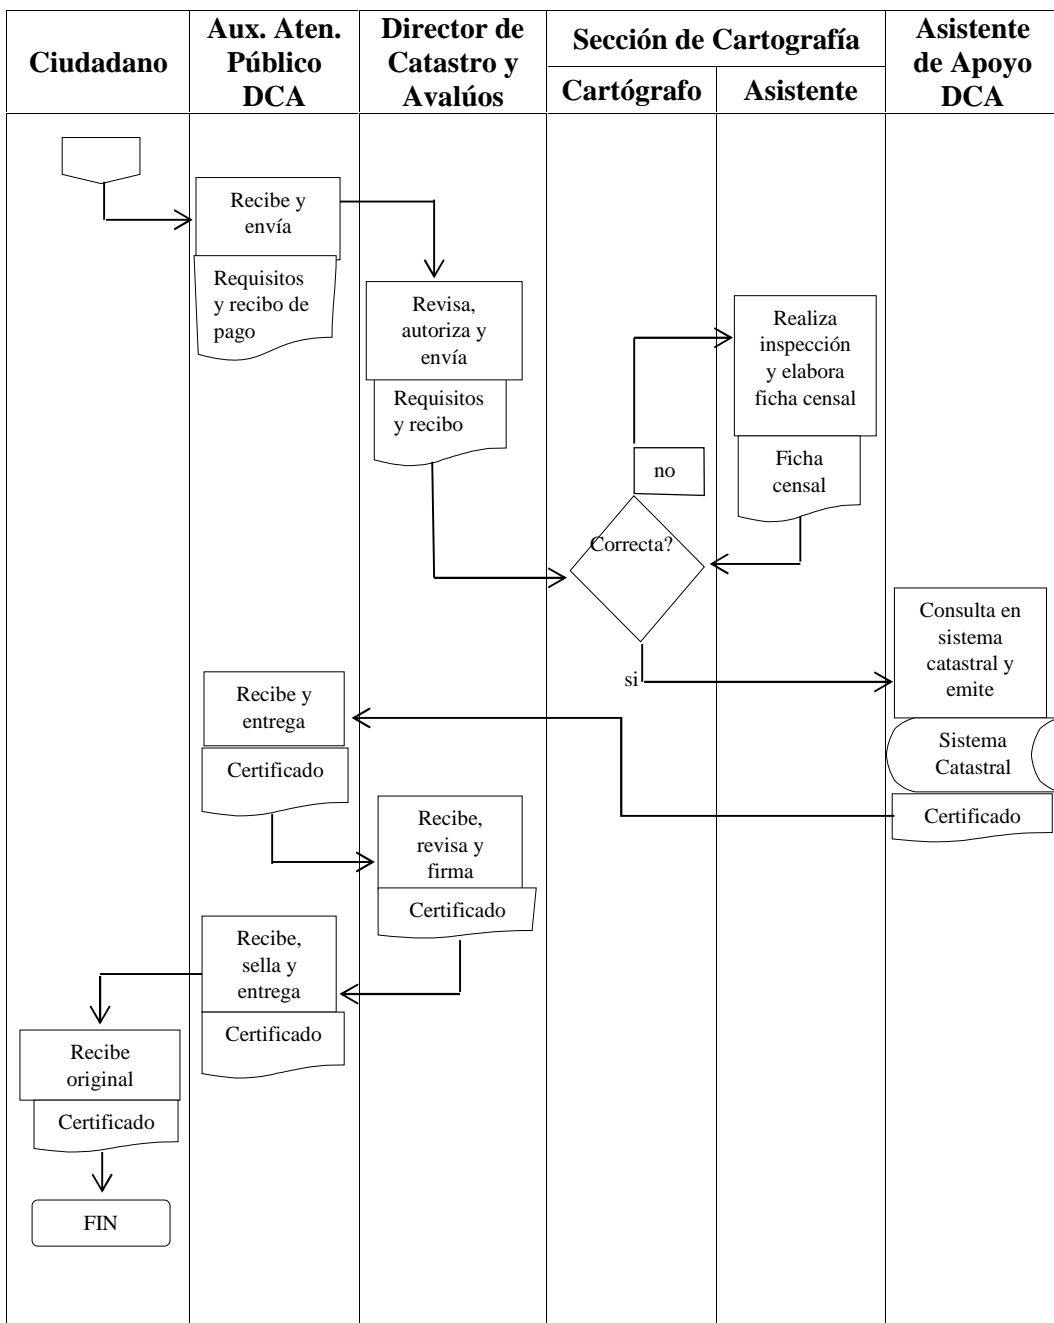 Ciudadano
Aux. Aten.
Público
DCA
Director de
Catastro y
Avalúos
Sección de Cartografía
Cartógrafo
Asistente
Asistente
de Apoyo
DCA
Recibe y
envía
Requisitos
y recibo de
pago
Revisa,
autoriza y
envía
Requisitos
y recibo
Realiza
inspección
y elabora
ficha censal
Ficha
censal
no
Correcta?
si
Consulta en
sistema
catastral y
emite
Sistema
Catastral
Certificado
Recibe y
entrega
Certificado
Recibe,
revisa y
firma
Certificado
Recibe,
sella y
entrega
Certificado
Recibe
original
Certificado
FIN